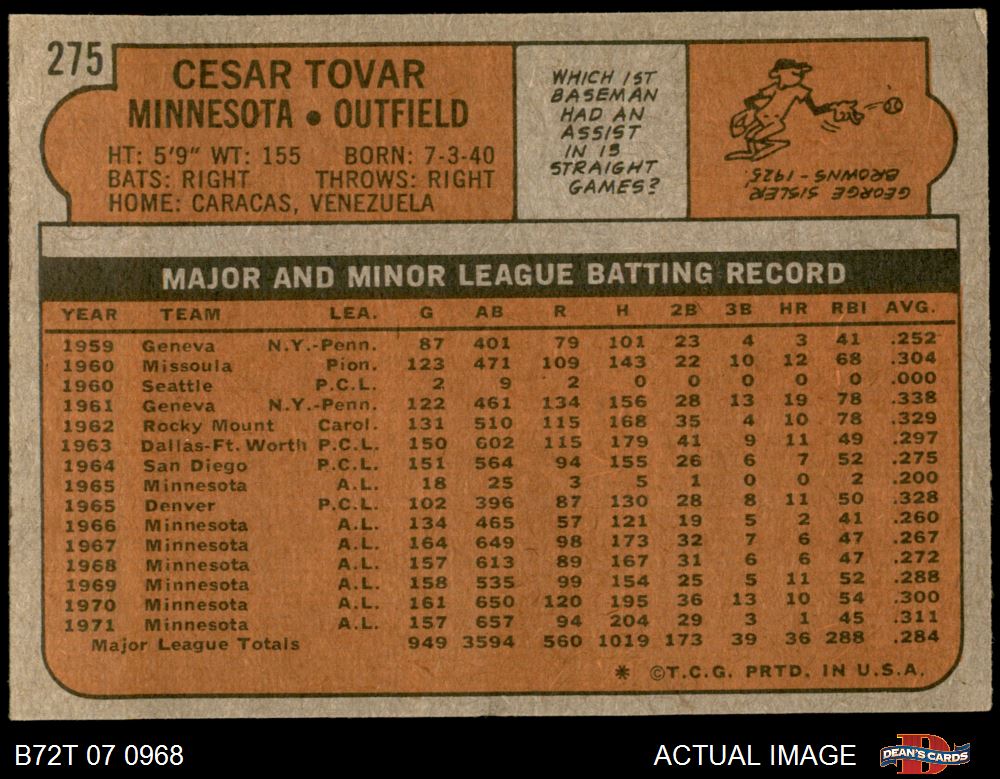 275
CESAR TOVAR
MINNESOTA • OUTFIELD
HT: 5'9" WT: 155 BORN: 7-3-40
BATS: RIGHT THROWS: RIGHT
HOME: CARACAS, VENEZUELA
WHICH 1ST
BASEMAN
HAD AN
ASSIST
IN 13
STRAIGHT
GAMES?
GEORGE SISLER,
BROWNS - 1925.
MAJOR AND MINOR LEAGUE BATTING RECORD
YEAR TEAM LEA. G AB R H 2B 3B HR RBI AVG.
1959 Geneva N.Y.-Penn. 87 401 79 101 23 4 3 41 .252
1960 Missoula Pion. 123 471 109 143 22 10 12 68 .304
1960 Seattle P.C.L. 2 9 2 0 0 0 0 0 .000
1961 Geneva N.Y.-Penn. 122 461 134 156 28 13 19 78 .338
1962 Rocky Mount Carol. 131 510 115 168 35 4 10 78 .329
1963 Dallas-Ft. Worth P.C.L. 150 602 115 179 41 9 11 49 .297
1964 San Diego P.C.L. 151 564 94 155 26 6 7 52 .275
1965 Minnesota A.L. 18 25 3 5 1 0 0 2 .200
1965 Denver P.C.L. 102 396 87 130 28 8 11 50 .328
1966 Minnesota A.L. 134 465 57 121 19 5 2 41 .260
1967 Minnesota A.L. 164 649 98 173 32 7 6 47 .267
1968 Minnesota A.L. 157 613 89 167 31 6 6 47 .272
1969 Minnesota A.L. 158 535 99 154 25 5 11 52 .288
1970 Minnesota A.L. 161 650 120 195 36 13 10 54 .300
1971 Minnesota A.L. 157 657 94 204 29 3 1 45 .311
Major League Totals 949 3594 560 1019 173 39 36 288 .284
* ©T.C.G. PRTD. IN U.S.A.
B72T 07 0968 ACTUAL IMAGE DEAN'S CARDS